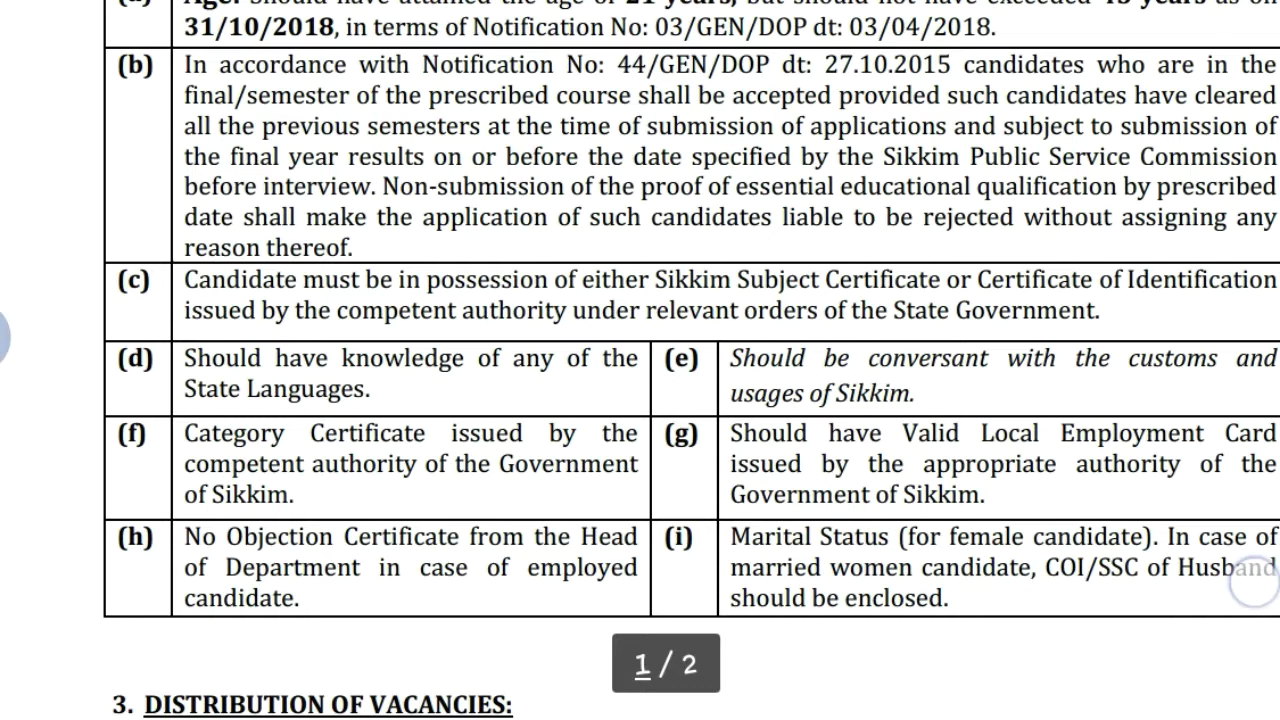 31/10/2018, in terms of Notification No: 03/GEN/DOP dt: 03/04/2018.
(b) In accordance with Notification No: 44/GEN/DOP dt: 27.10.2015 candidates who are in the
final/semester of the prescribed course shall be accepted provided such candidates have cleared
all the previous semesters at the time of submission of applications and subject to submission of
the final year results on or before the date specified by the Sikkim Public Service Commission
before interview. Non-submission of the proof of essential educational qualification by prescribed
date shall make the application of such candidates liable to be rejected without assigning any
reason thereof.
(c) Candidate must be in possession of either Sikkim Subject Certificate or Certificate of Identification
issued by the competent authority under relevant orders of the State Government.
(d) Should have knowledge of any of the
State Languages.
(e) Should be conversant with the customs and
usages of Sikkim.
(f) Category Certificate issued by the
competent authority of the Government
of Sikkim.
(g) Should have Valid Local Employment Card
issued by the appropriate authority of the
Government of Sikkim.
(h) No Objection Certificate from the Head
of Department in case of employed
candidate.
(i) Marital Status (for female candidate). In case of
married women candidate, COI/SSC of Husband
should be enclosed.
1 / 2
3. DISTRIBUTION OF VACANCIES: